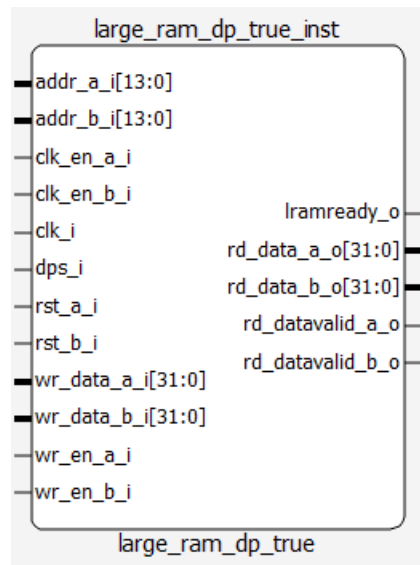 large_ram_dp_true_inst
addr_a_i[13:0]
addr_b_i[13:0]
clk_en_a_i
clk_en_b_i
clk_i
dps_i
rst_a_i
rst_b_i
wr_data_a_i[31:0]
wr_data_b_i[31:0]
wr_en_a_i
wr_en_b_i
lramready_o
rd_data_a_o[31:0]
rd_data_b_o[31:0]
rd_datavalid_a_o
rd_datavalid_b_o
large_ram_dp_true